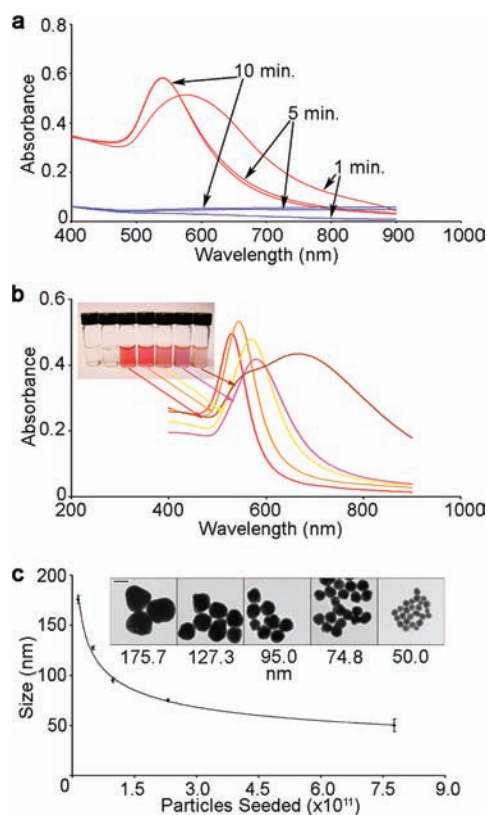 a
0.8
0.6
0.4
0.2
0
10 min.
5 min.
1 min.
Absorbance
400 500 600 700 800 900 1000
Wavelength (nm)
b
0.6
0.4
0.2
0
Absorbance
200 400 600 800 1000
Wavelength (nm)
c
200
150
100
50
0
Size (nm)
175.7 127.3 95.0 74.8 50.0
nm
1.5 3.0 4.5 6.0 7.5 9.0
Particles Seeded (x10¹¹)